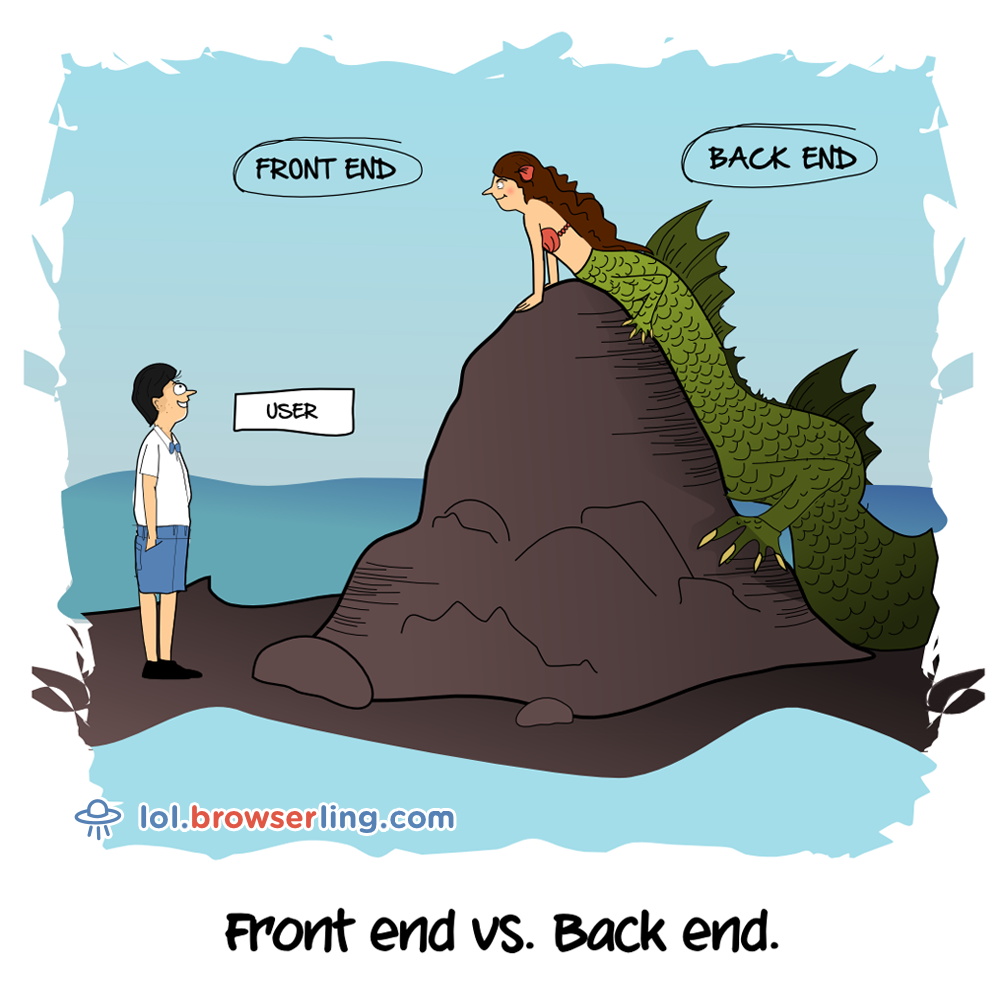 FRONT END
BACK END
USER
lol.browserling.com
Front end vs. Back end.